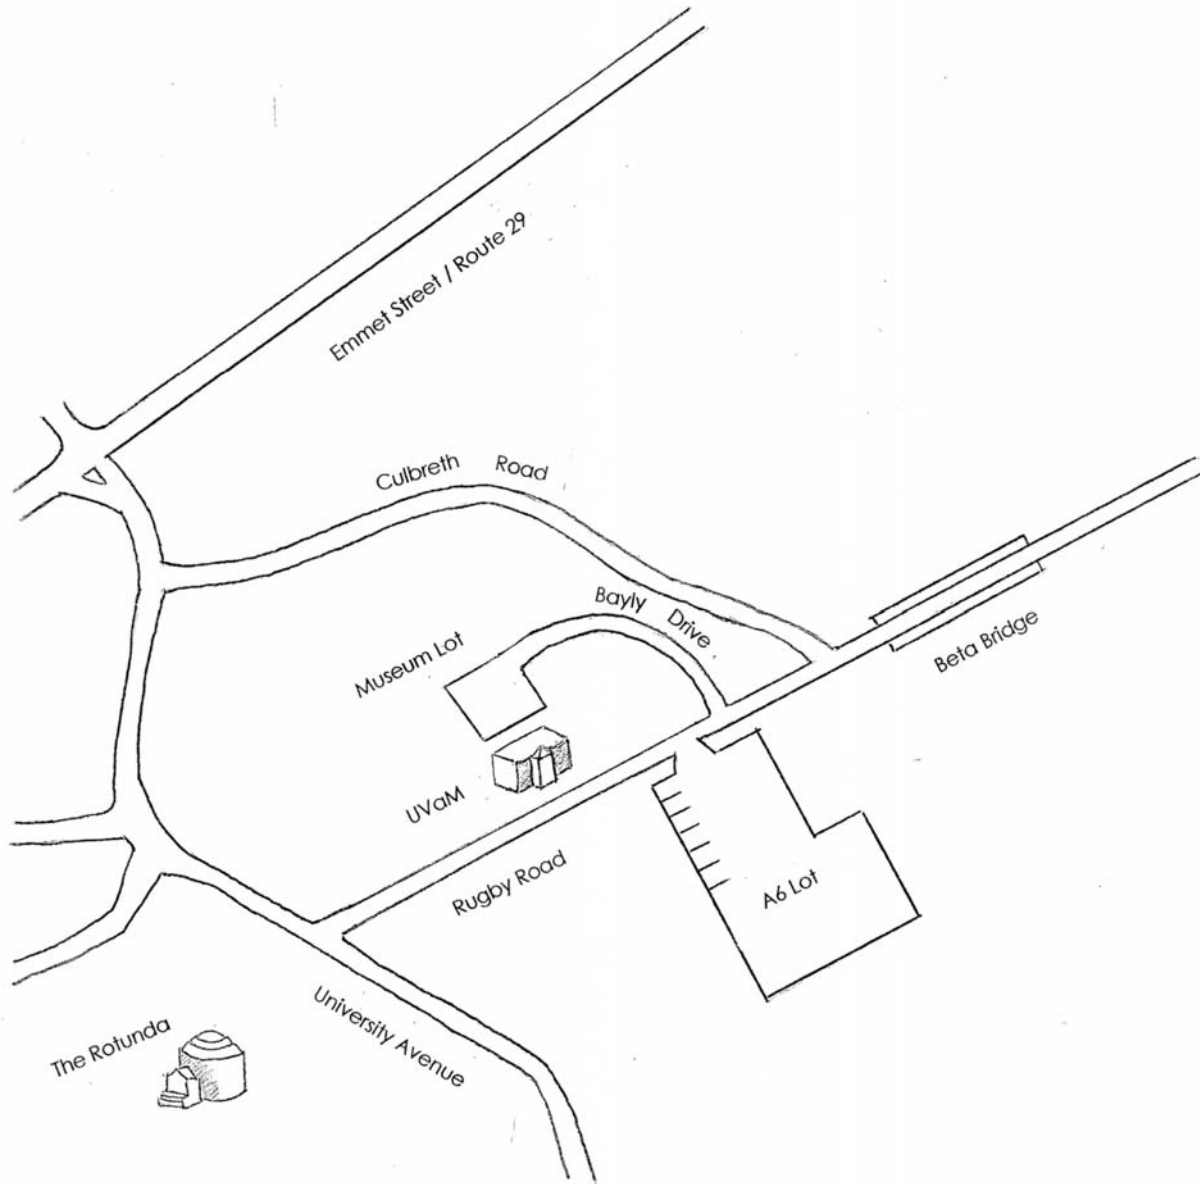 Emmet Street / Route 29
Culbreth Road
Bayly Drive
Museum Lot
Beta Bridge
UVaM
Rugby Road
A6 Lot
University Avenue
The Rotunda